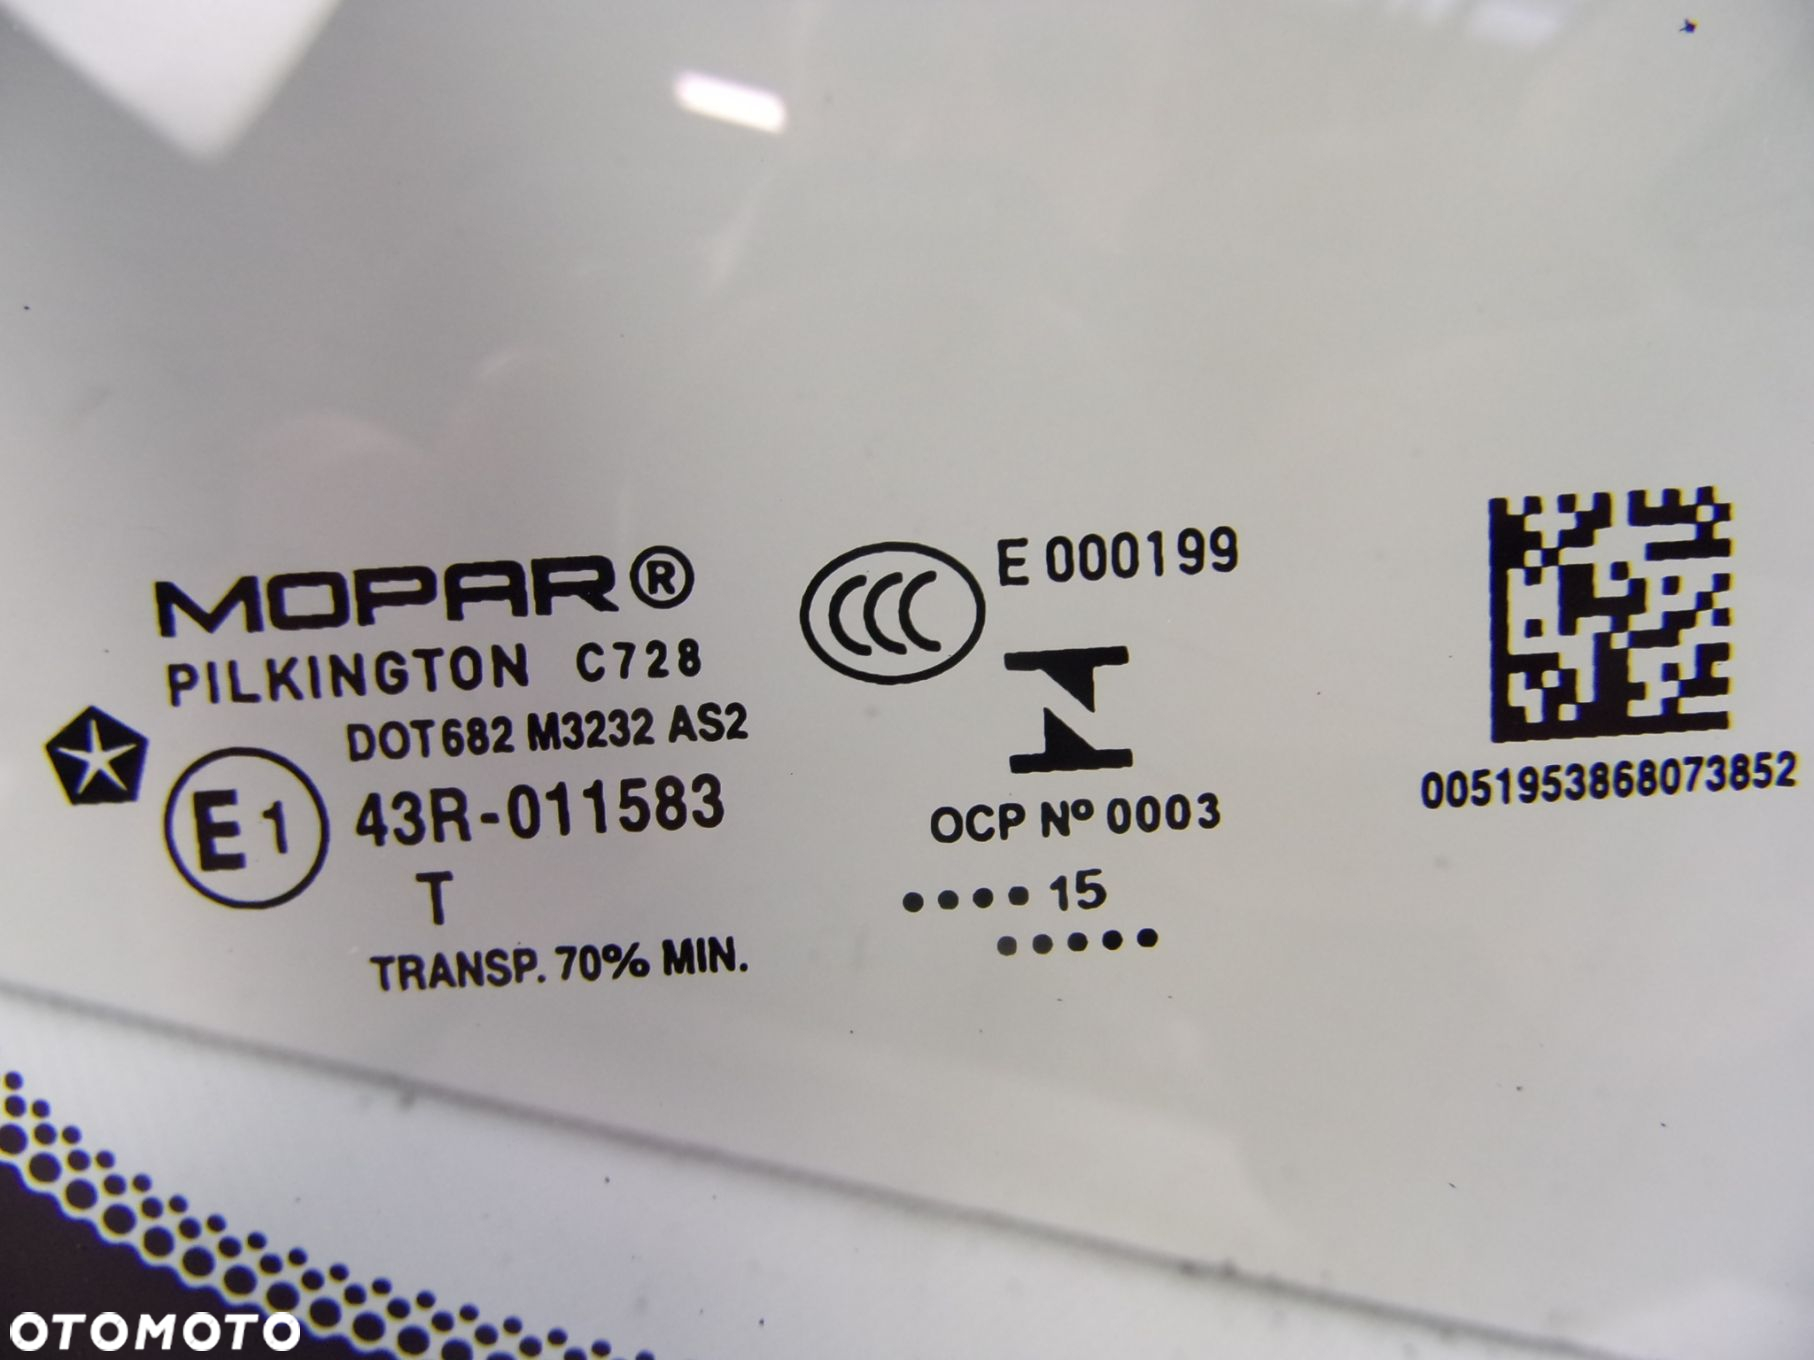 MOPAR®
PILKINGTON C728
DOT682 M3232 AS2
E1 43R-011583
T
TRANSP. 70% MIN.
CCC E 000199
OCP Nº 0003
•••• 15
•••••
0051953868073852
OTOMOTO